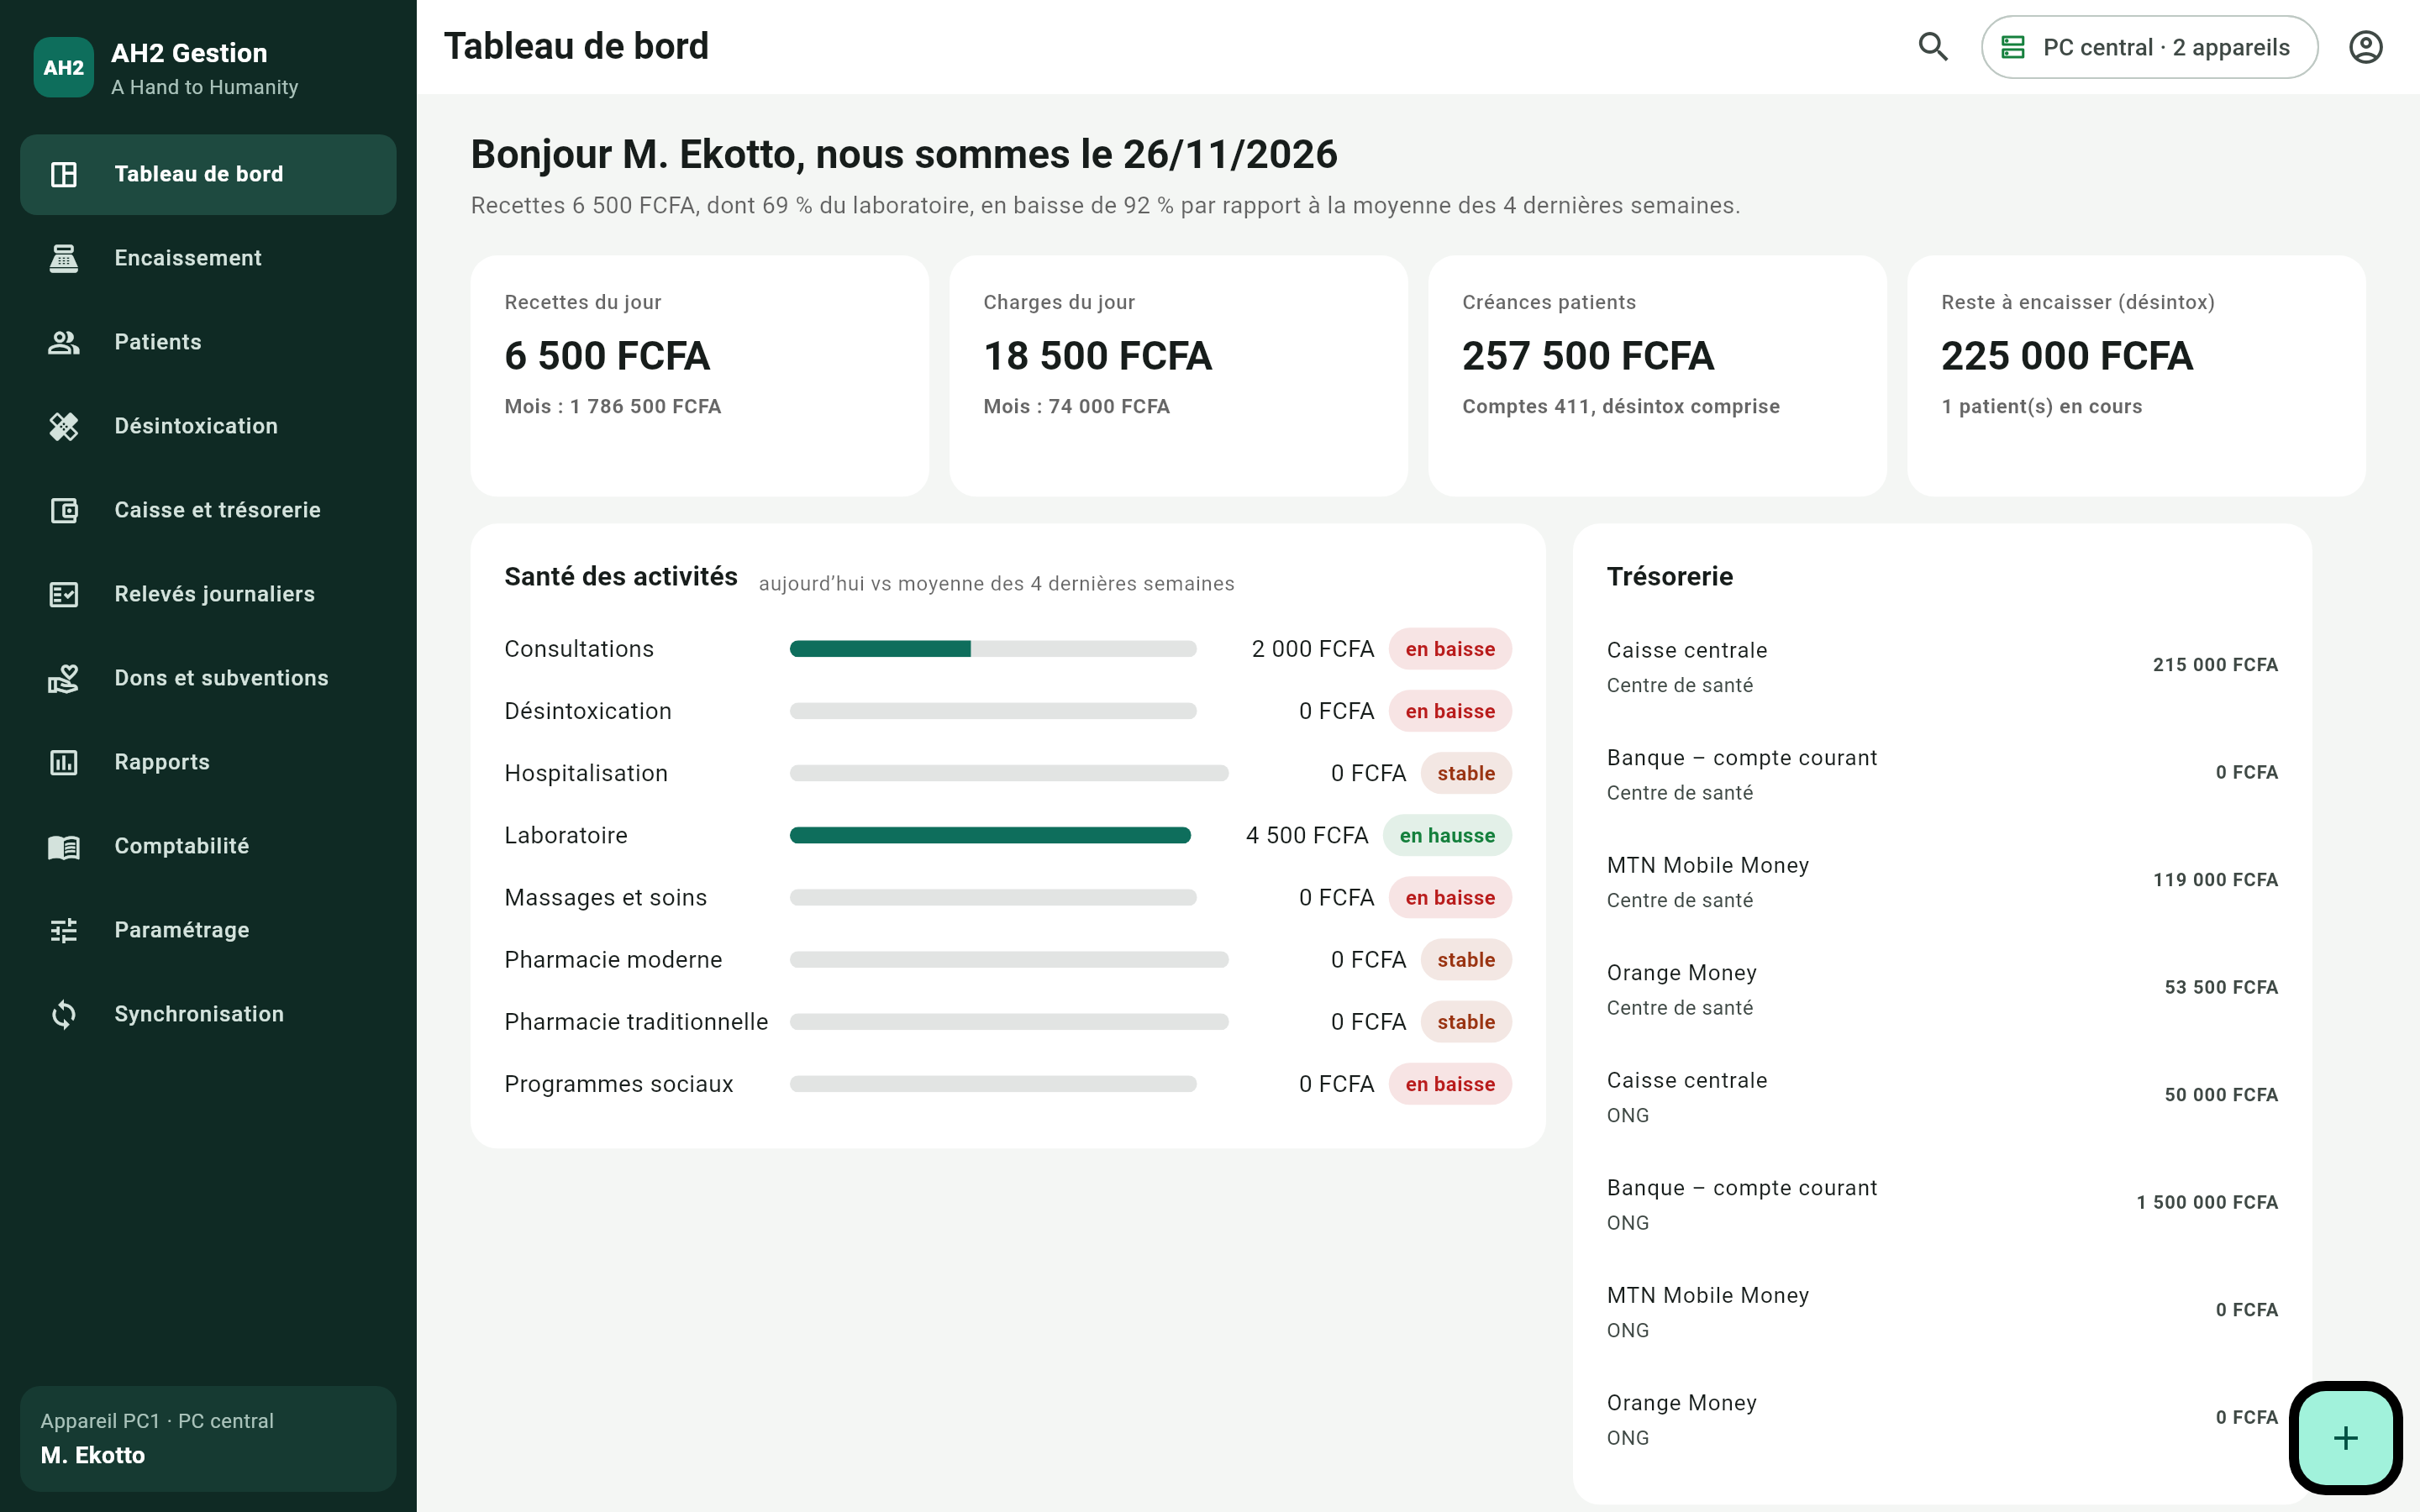 AH2
AH2 Gestion
A Hand to Humanity
Tableau de bord
Encaissement
Patients
Désintoxication
Caisse et trésorerie
Relevés journaliers
Dons et subventions
Rapports
Comptabilité
Paramétrage
Synchronisation
Appareil PC1 · PC central
M. Ekotto
Tableau de bord
PC central · 2 appareils
Bonjour M. Ekotto, nous sommes le 26/11/2026
Recettes 6 500 FCFA, dont 69 % du laboratoire, en baisse de 92 % par rapport à la moyenne des 4 dernières semaines.
Recettes du jour
6 500 FCFA
Mois : 1 786 500 FCFA
Charges du jour
18 500 FCFA
Mois : 74 000 FCFA
Créances patients
257 500 FCFA
Comptes 411, désintox comprise
Reste à encaisser (désintox)
225 000 FCFA
1 patient(s) en cours
Santé des activités aujourd’hui vs moyenne des 4 dernières semaines
Consultations 2 000 FCFA en baisse
Désintoxication 0 FCFA en baisse
Hospitalisation 0 FCFA stable
Laboratoire 4 500 FCFA en hausse
Massages et soins 0 FCFA en baisse
Pharmacie moderne 0 FCFA stable
Pharmacie traditionnelle 0 FCFA stable
Programmes sociaux 0 FCFA en baisse
Trésorerie
Caisse centrale
Centre de santé
215 000 FCFA
Banque – compte courant
Centre de santé
0 FCFA
MTN Mobile Money
Centre de santé
119 000 FCFA
Orange Money
Centre de santé
53 500 FCFA
Caisse centrale
ONG
50 000 FCFA
Banque – compte courant
ONG
1 500 000 FCFA
MTN Mobile Money
ONG
0 FCFA
Orange Money
ONG
0 FCFA